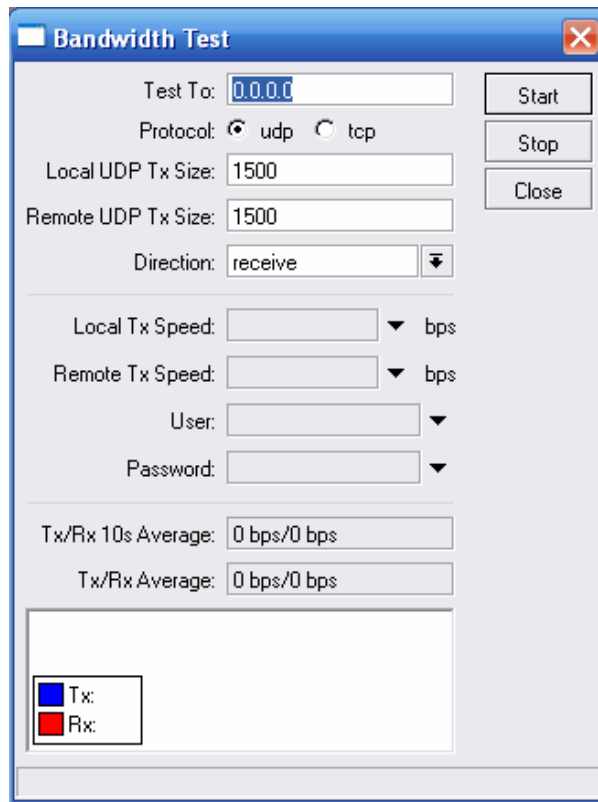 Bandwidth Test
Test To: 0.0.0.0 Start
Protocol: udp tcp Stop
Local UDP Tx Size: 1500 Close
Remote UDP Tx Size: 1500
Direction: receive
Local Tx Speed: bps
Remote Tx Speed: bps
User:
Password:
Tx/Rx 10s Average: 0 bps/0 bps
Tx/Rx Average: 0 bps/0 bps
Tx:
Rx: